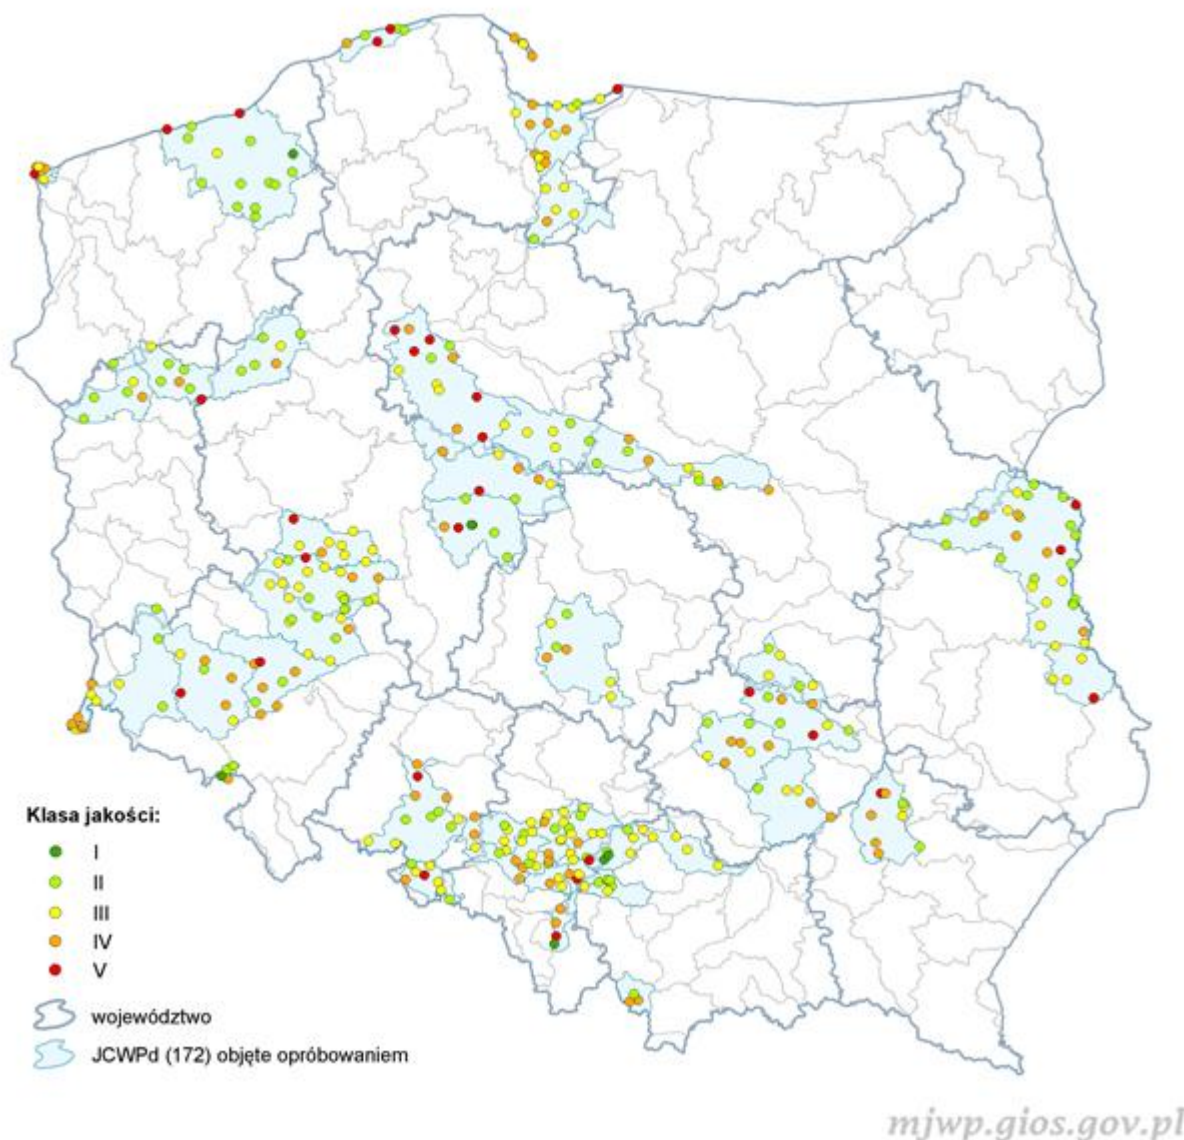 Klasa jakości:
I
II
III
IV
V
województwo
JCWPd (172) objęte opróbowaniem
mjwp.gios.gov.pl